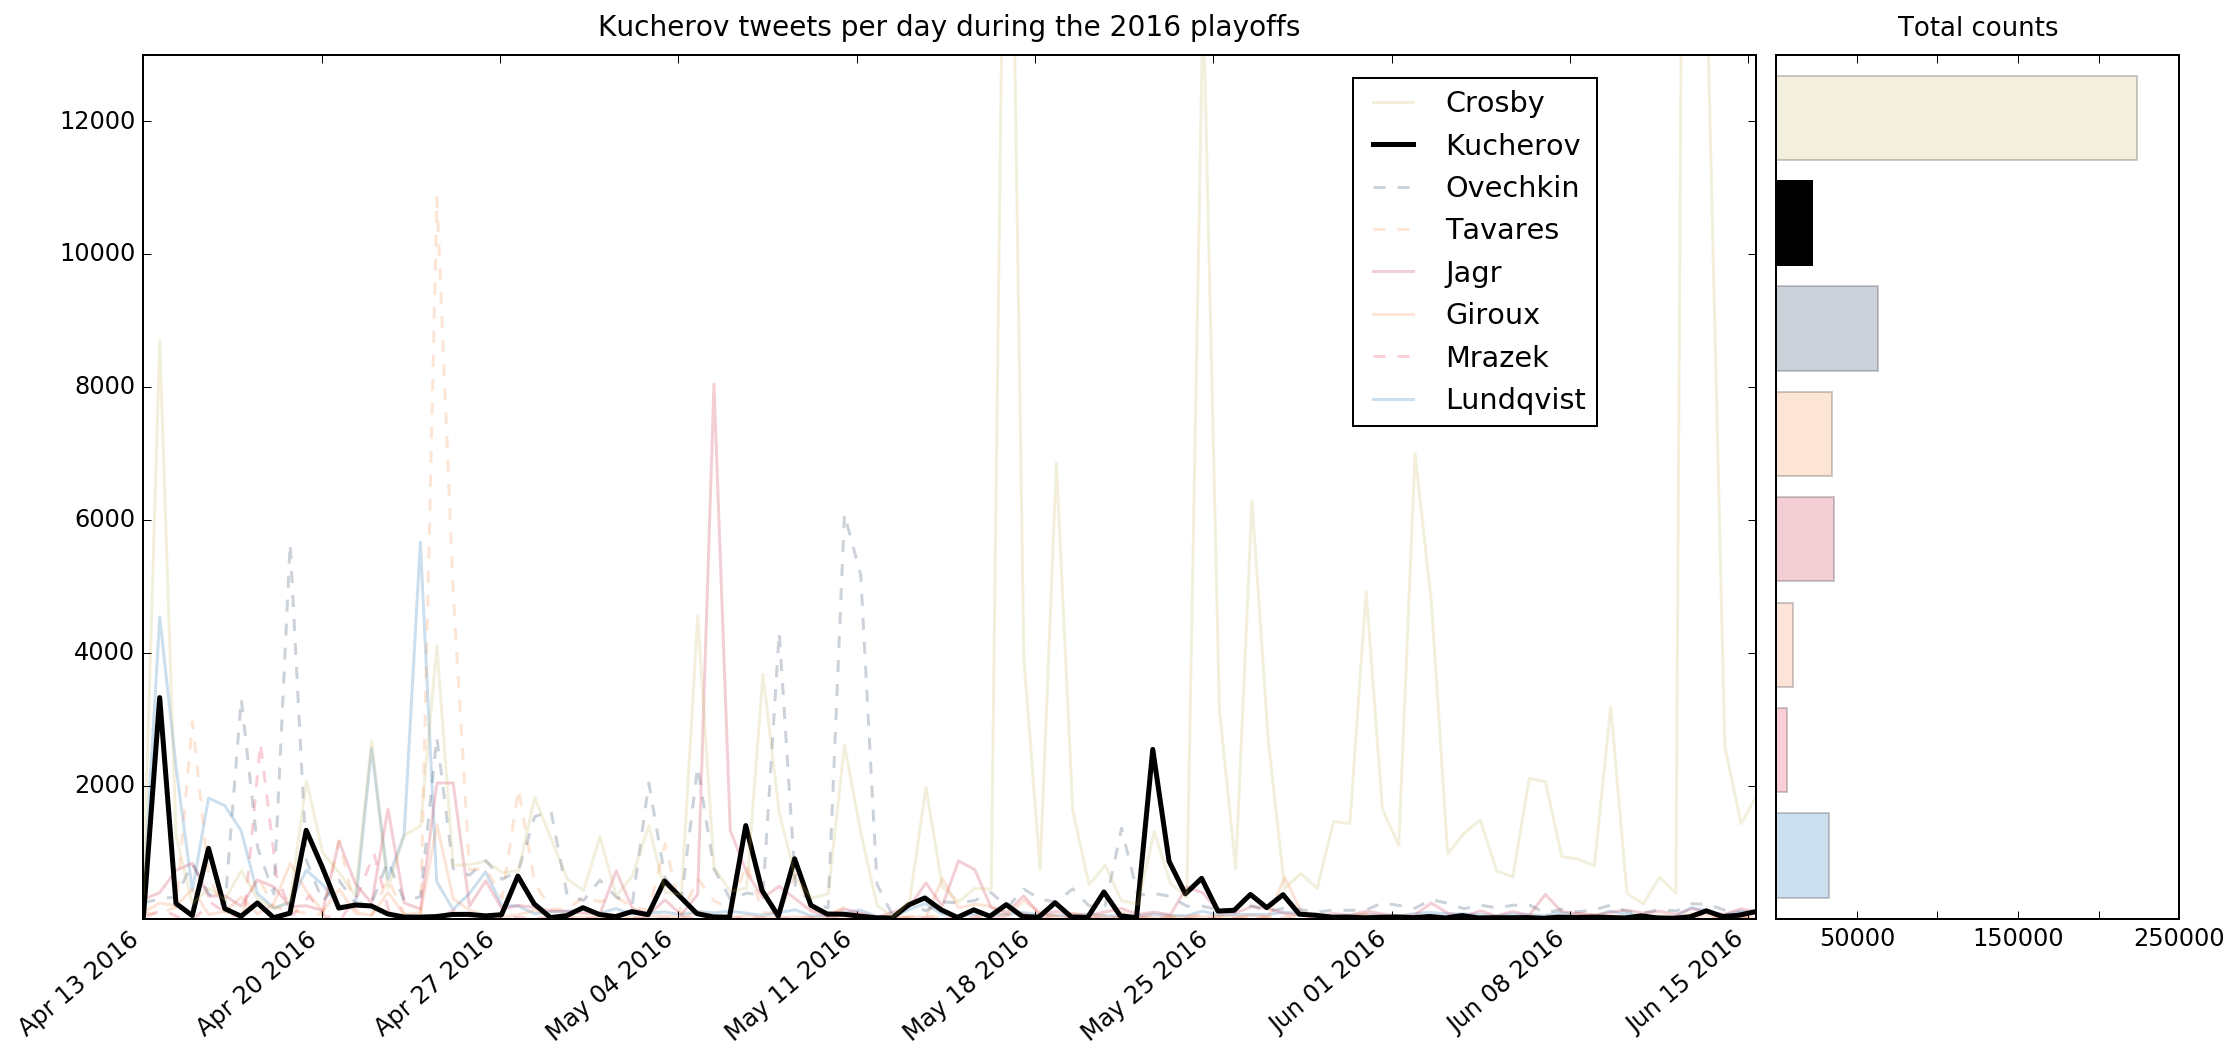 Kucherov tweets per day during the 2016 playoffs
Total counts
12000
10000
8000
6000
4000
2000
Crosby
Kucherov
Ovechkin
Tavares
Jagr
Giroux
Mrazek
Lundqvist
Apr 13 2016
Apr 20 2016
Apr 27 2016
May 04 2016
May 11 2016
May 18 2016
May 25 2016
Jun 01 2016
Jun 08 2016
Jun 15 2016
50000
150000
250000